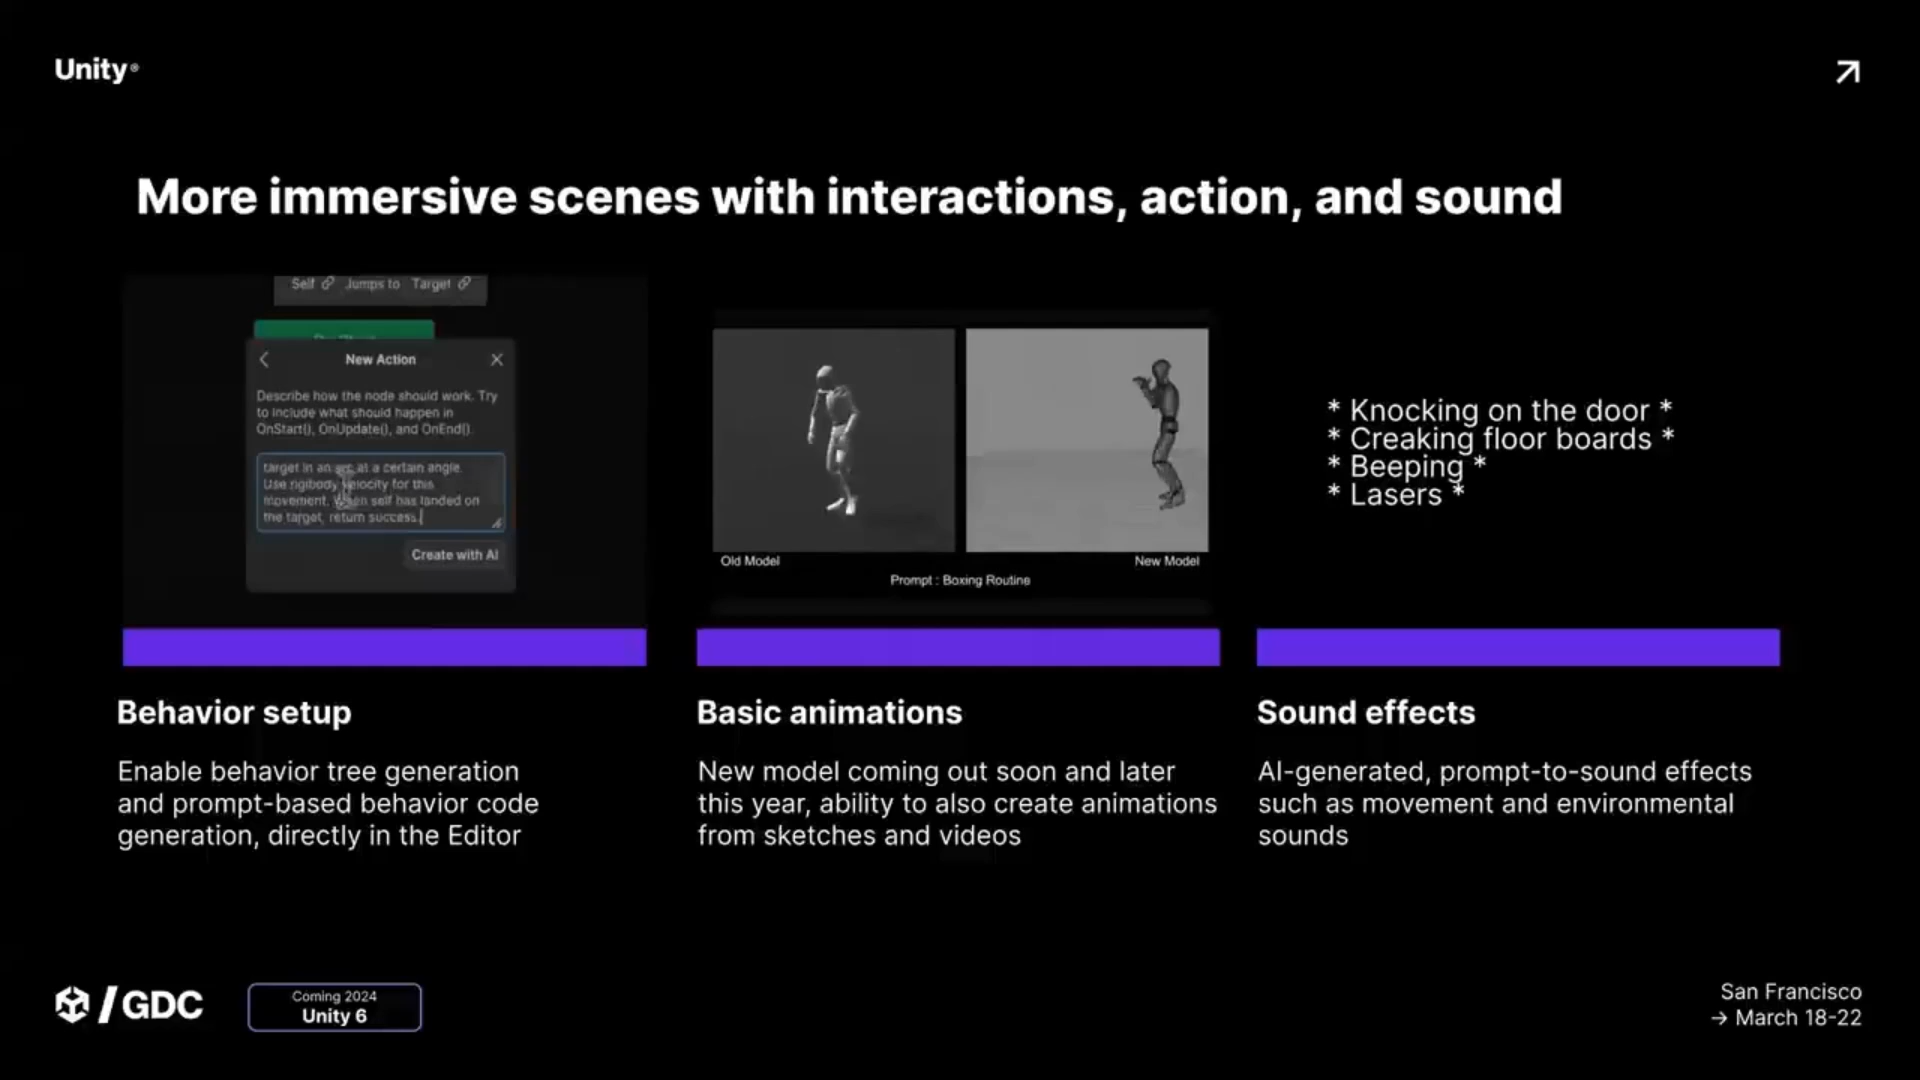 Unity®
More immersive scenes with interactions, action, and sound
Self Jumps to Target
New Action
Describe how the node should work. Try
to include what should happen in
OnStart(), OnUpdate(), and OnEnd().
target in an arc at a certain angle.
Use rigibody velocity for this
movement. When self has landed on
the target, return success.
Create with AI
Old Model
New Model
Prompt : Boxing Routine
* Knocking on the door *
* Creaking floor boards *
* Beeping *
* Lasers *
Behavior setup
Enable behavior tree generation
and prompt-based behavior code
generation, directly in the Editor
Basic animations
New model coming out soon and later
this year, ability to also create animations
from sketches and videos
Sound effects
AI-generated, prompt-to-sound effects
such as movement and environmental
sounds
/GDC
Coming 2024
Unity 6
San Francisco
→ March 18-22